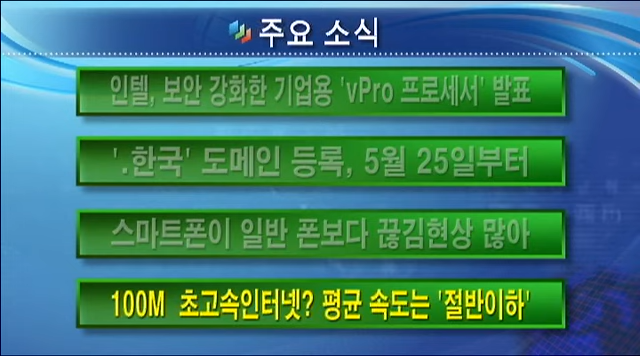 주요 소식
인텔, 보안 강화한 기업용 'vPro 프로세서' 발표
'.한국' 도메인 등록, 5월 25일부터
스마트폰이 일반 폰보다 끊김현상 많아
100M 초고속인터넷? 평균 속도는 '절반이하'